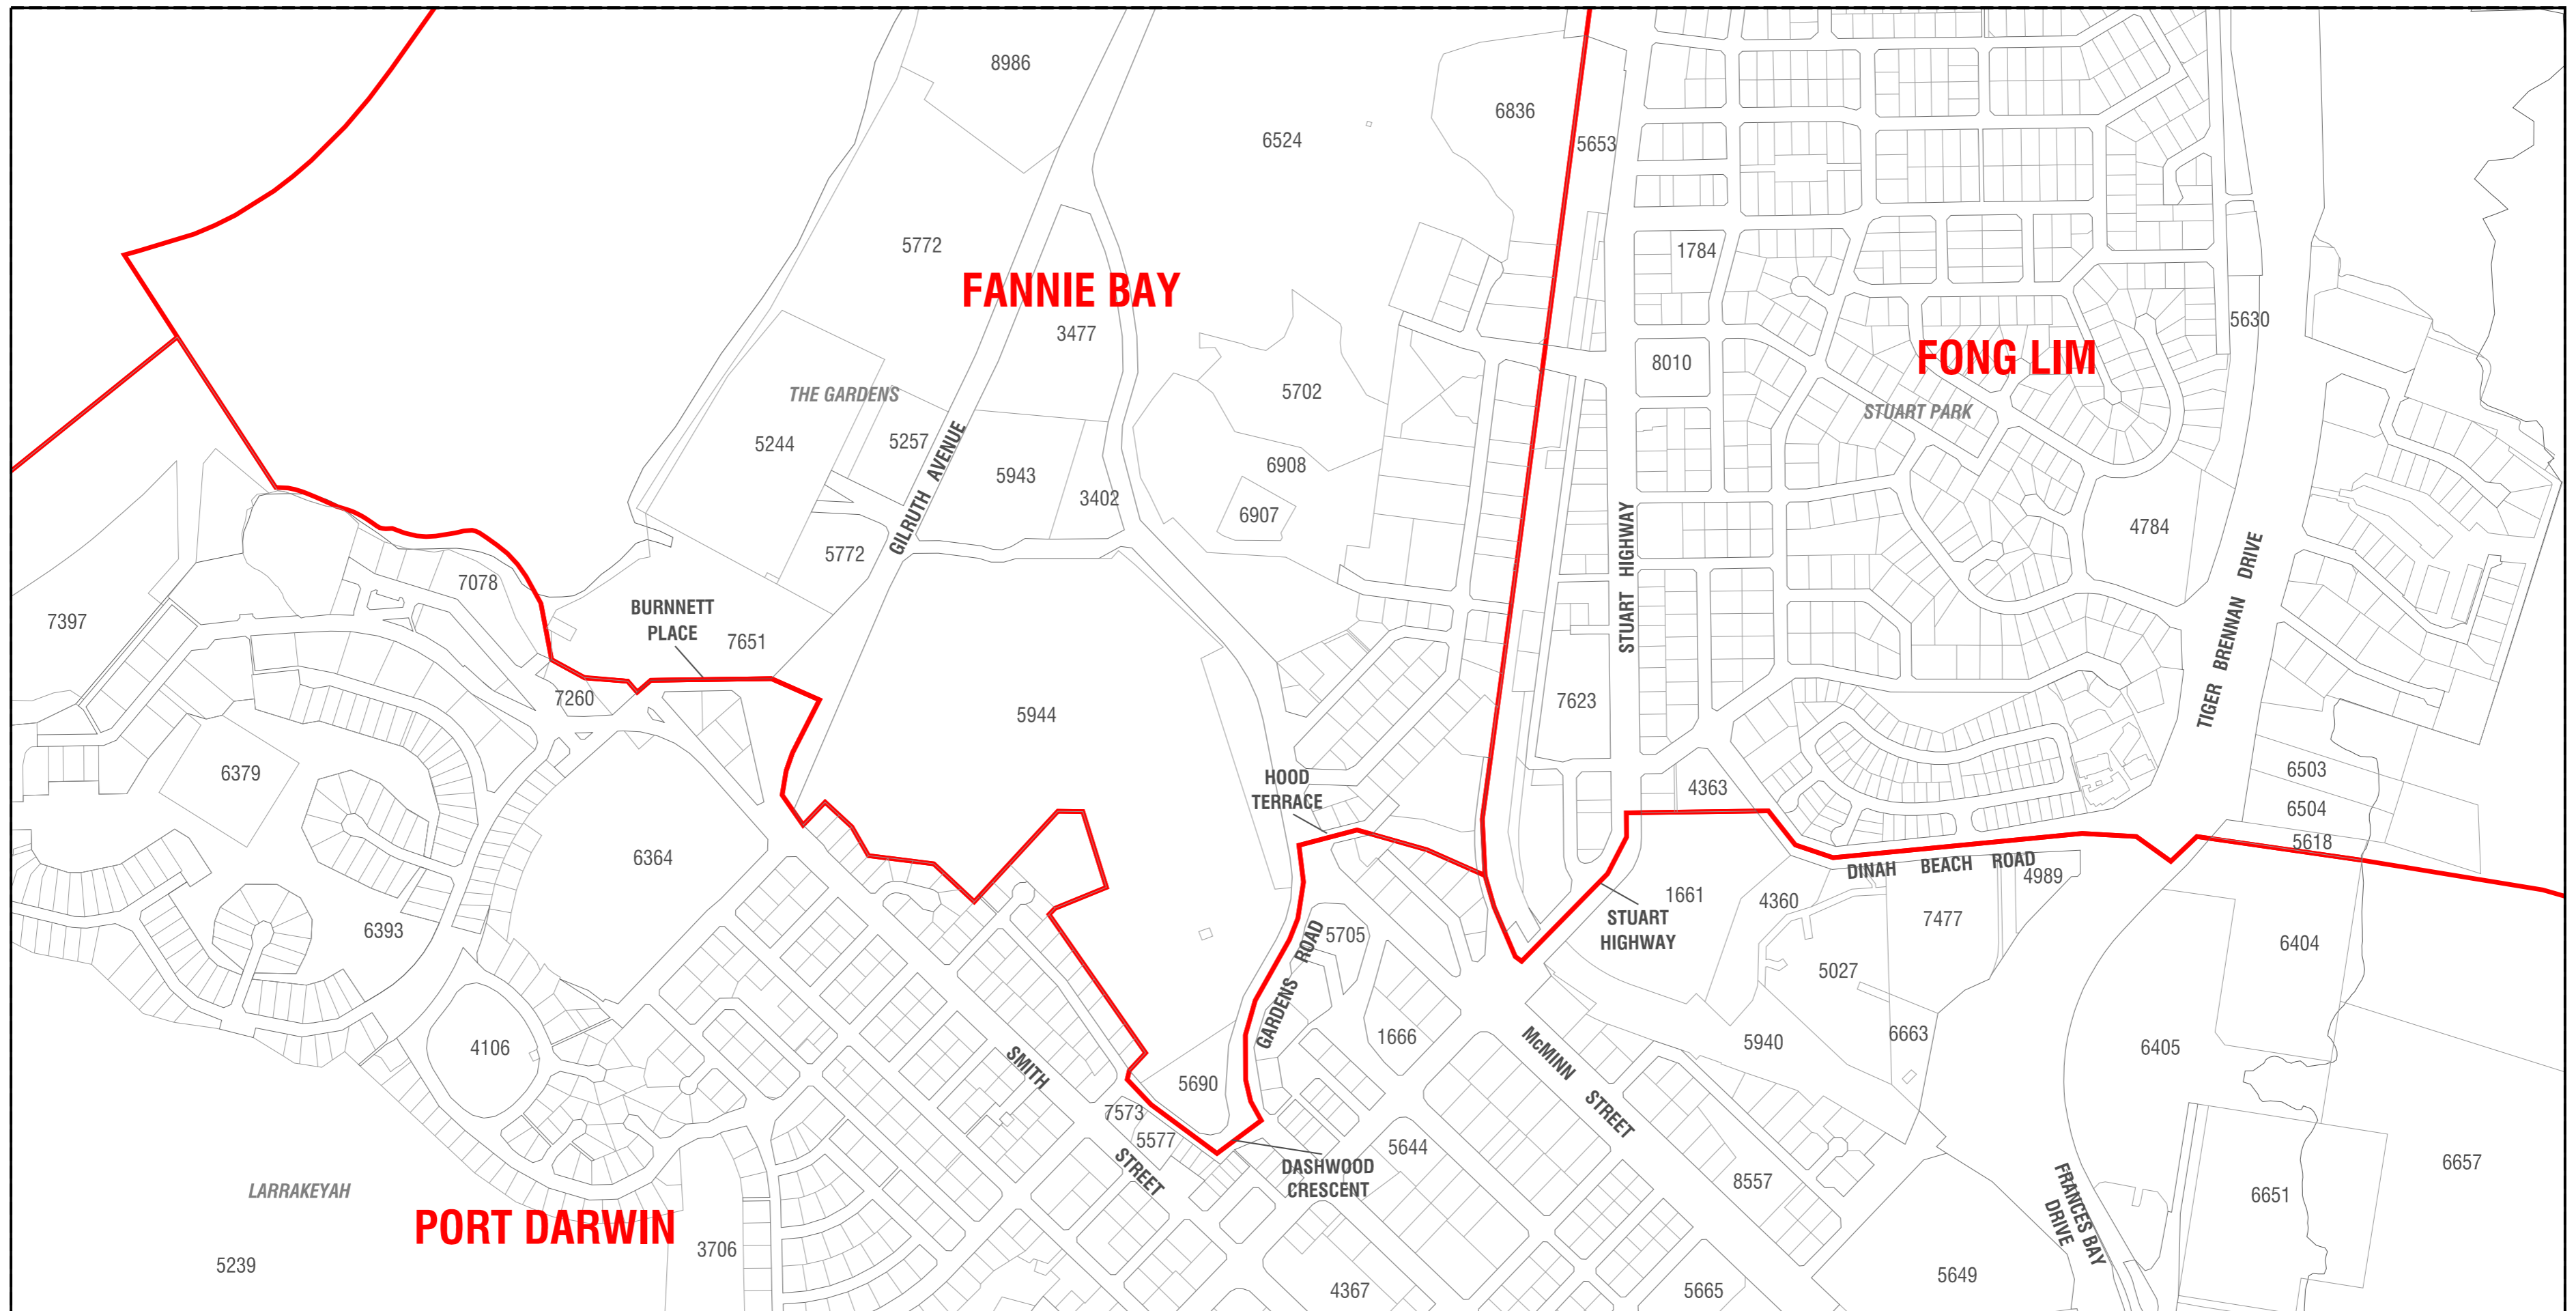 8986
6836
6524
5653
5772
1784
FANNIE BAY
3477
5630
FONG LIM
8010
THE GARDENS
5702
STUART PARK
5244
5257
GILRUTH AVENUE
5943
6908
3402
6907
4784
5772
STUART HIGHWAY
TIGER BRENNAN DRIVE
7078
BURNNETT
PLACE
7397
7651
7260
7623
5944
6379
HOOD
TERRACE
4363
6503
6504
5618
6364
DINAH BEACH ROAD
4989
1661
4360
STUART
HIGHWAY
7477
6393
5705
GARDENS ROAD
6404
5027
4106
1666
McMINN STREET
5940
6663
6405
SMITH STREET
5690
7573
5577
5644
DASHWOOD
CRESCENT
8557
FRANCES BAY
DRIVE
6651
6657
LARRAKEYAH
PORT DARWIN
3706
5239
4367
5665
5649